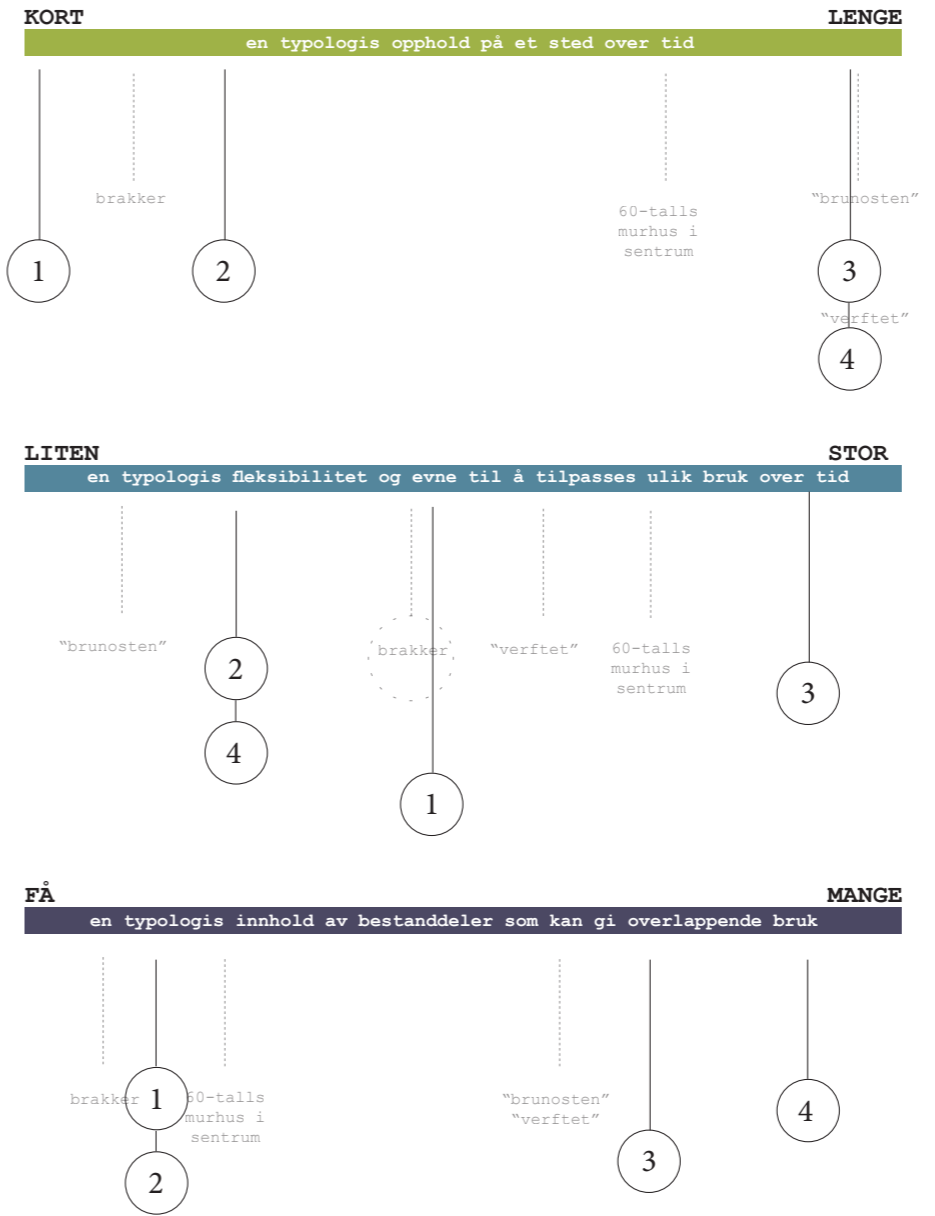 KORT LENGE
en typologis opphold på et sted over tid
brakker
60-talls
murhus i
sentrum
“brunosten”
1
2
3
“verftet”
4
LITEN STOR
en typologis fleksibilitet og evne til å tilpasses ulik bruk over tid
“brunosten”
2
4
brakker
1
“verftet”
60-talls
murhus i
sentrum
3
FÅ MANGE
en typologis innhold av bestanddeler som kan gi overlappende bruk
brakker
1
2
60-talls
murhus i
sentrum
“brunosten”
“verftet”
3
4